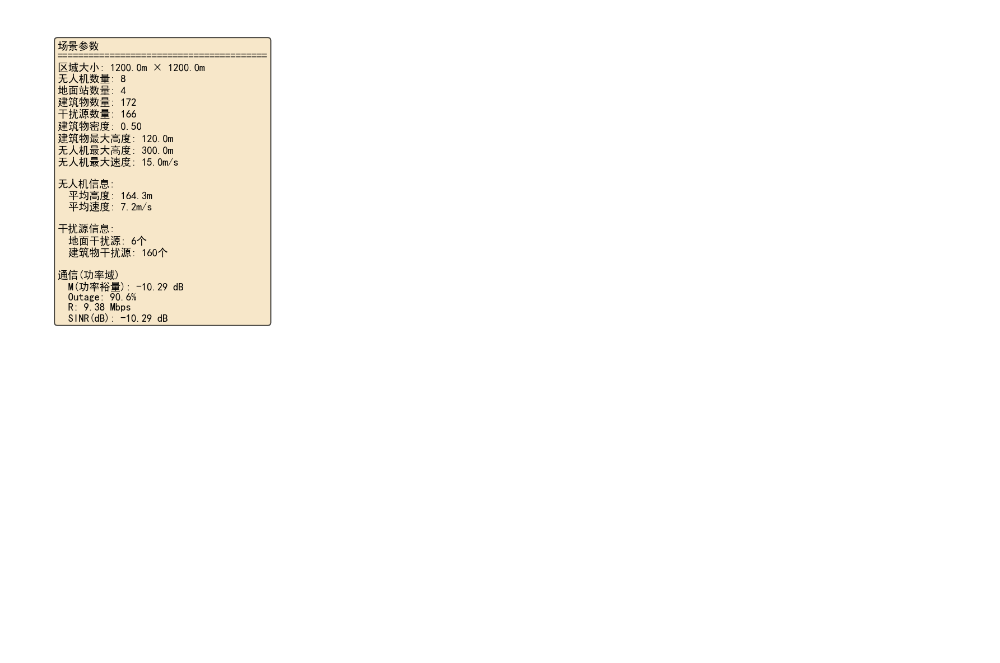 场景参数
========================================
区域大小: 1200.0m × 1200.0m
无人机数量: 8
地面站数量: 4
建筑物数量: 172
干扰源数量: 166
建筑物密度: 0.50
建筑物最大高度: 120.0m
无人机最大高度: 300.0m
无人机最大速度: 15.0m/s
无人机信息:
平均高度: 164.3m
平均速度: 7.2m/s
干扰源信息:
地面干扰源: 6个
建筑物干扰源: 160个
通信(功率域)
M(功率裕量): -10.29 dB
Outage: 90.6%
R: 9.38 Mbps
SINR(dB): -10.29 dB